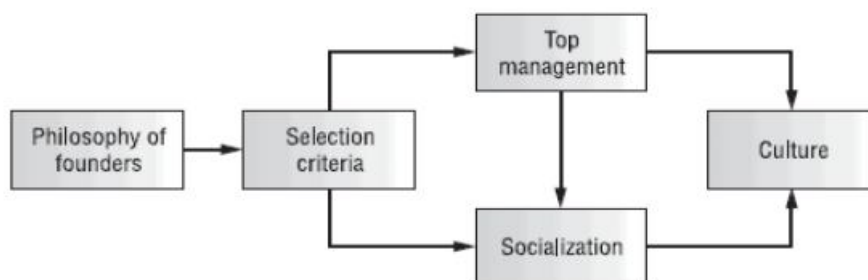 Top
management
Philosophy of
founders
Selection
criteria
Culture
Socialization